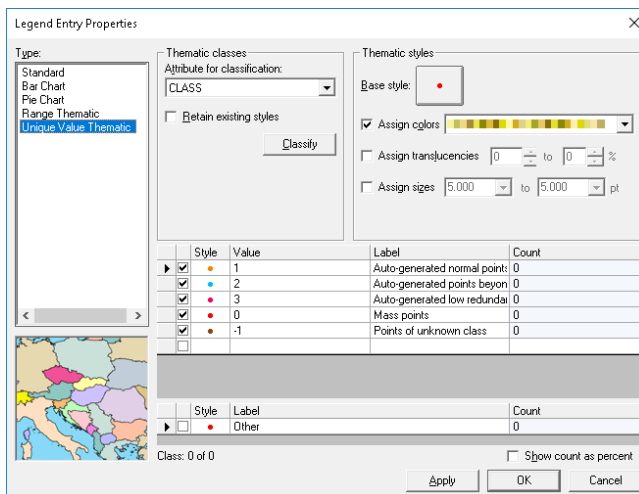 Legend Entry Properties
Type:
Standard
Bar Chart
Pie Chart
Range Thematic
Unique Value Thematic
Thematic classes
Attribute for classification:
CLASS
Retain existing styles
Classify
Thematic styles
Base style:
Assign colors
Assign translucencies 0 to 0 %
Assign sizes 5.000 to 5.000 pt
Style Value Label Count
1 Auto-generated normal points 0
2 Auto-generated points beyon 0
3 Auto-generated low redundar 0
0 Mass points 0
-1 Points of unknown class 0
Style Label Count
Other 0
Class: 0 of 0
Show count as percent
Apply OK Cancel